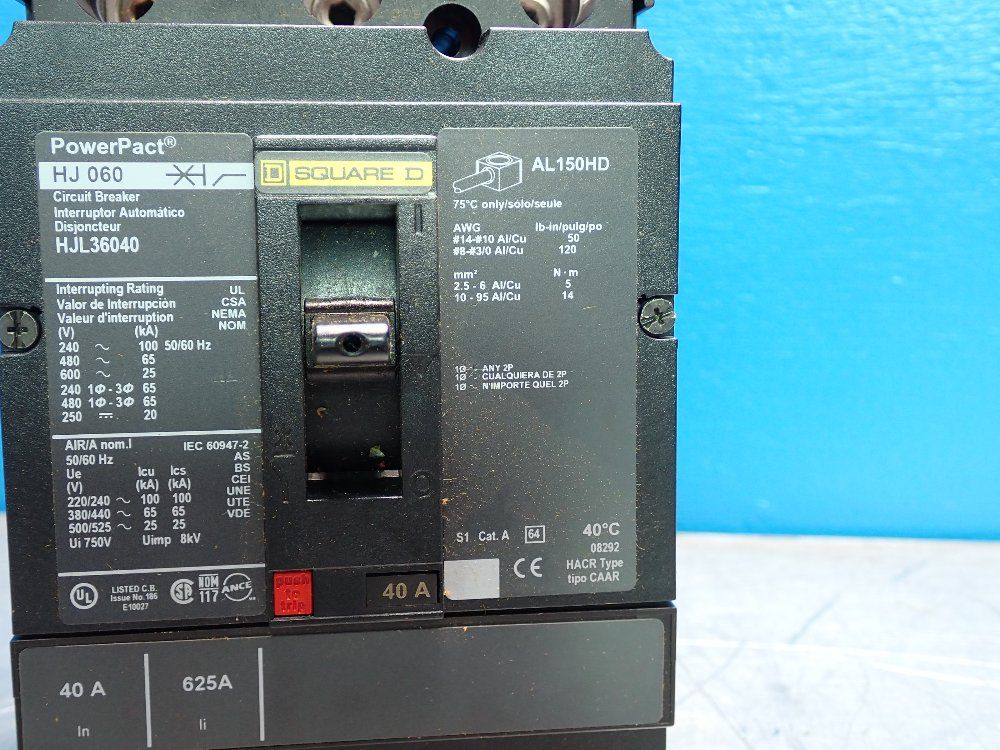 PowerPact®
HJ 060
Circuit Breaker
Interruptor Automático
Disjoncteur
HJL36040
Interrupting Rating UL
Valor de Interrupción CSA
Valeur d'interruption NEMA
(V) (kA) NOM
240 ~ 100 50/60 Hz
480 ~ 65
600 ~ 25
240 1Φ - 3Φ 65
480 1Φ - 3Φ 65
250 ⎓ 20
AIR/A nom.I IEC 60947-2
50/60 Hz AS
Ue Icu Ics BS
(V) (kA) (kA) CEI
220/240 ~ 100 100 UNE
380/440 ~ 65 65 UTE
500/525 ~ 25 25 VDE
Ui 750V Uimp 8kV
UL LISTED C.B.
Issue No.186
E10027
NOM
117
ANCE
D SQUARE D
I
O
push
to
trip
40 A
AL150HD
75°C only/sólo/seule
AWG lb-in/pulg/po
#14-#10 Al/Cu 50
#8-#3/0 Al/Cu 120
mm² N·m
2.5 - 6 Al/Cu 5
10 - 95 Al/Cu 14
1Ø ~ ANY 2P
1Ø ~ CUALQUIERA DE 2P
1Ø ~ N'IMPORTE QUEL 2P
S1 Cat. A 64 40°C
08292
CE HACR Type
tipo CAAR
40 A 625A
In Ii